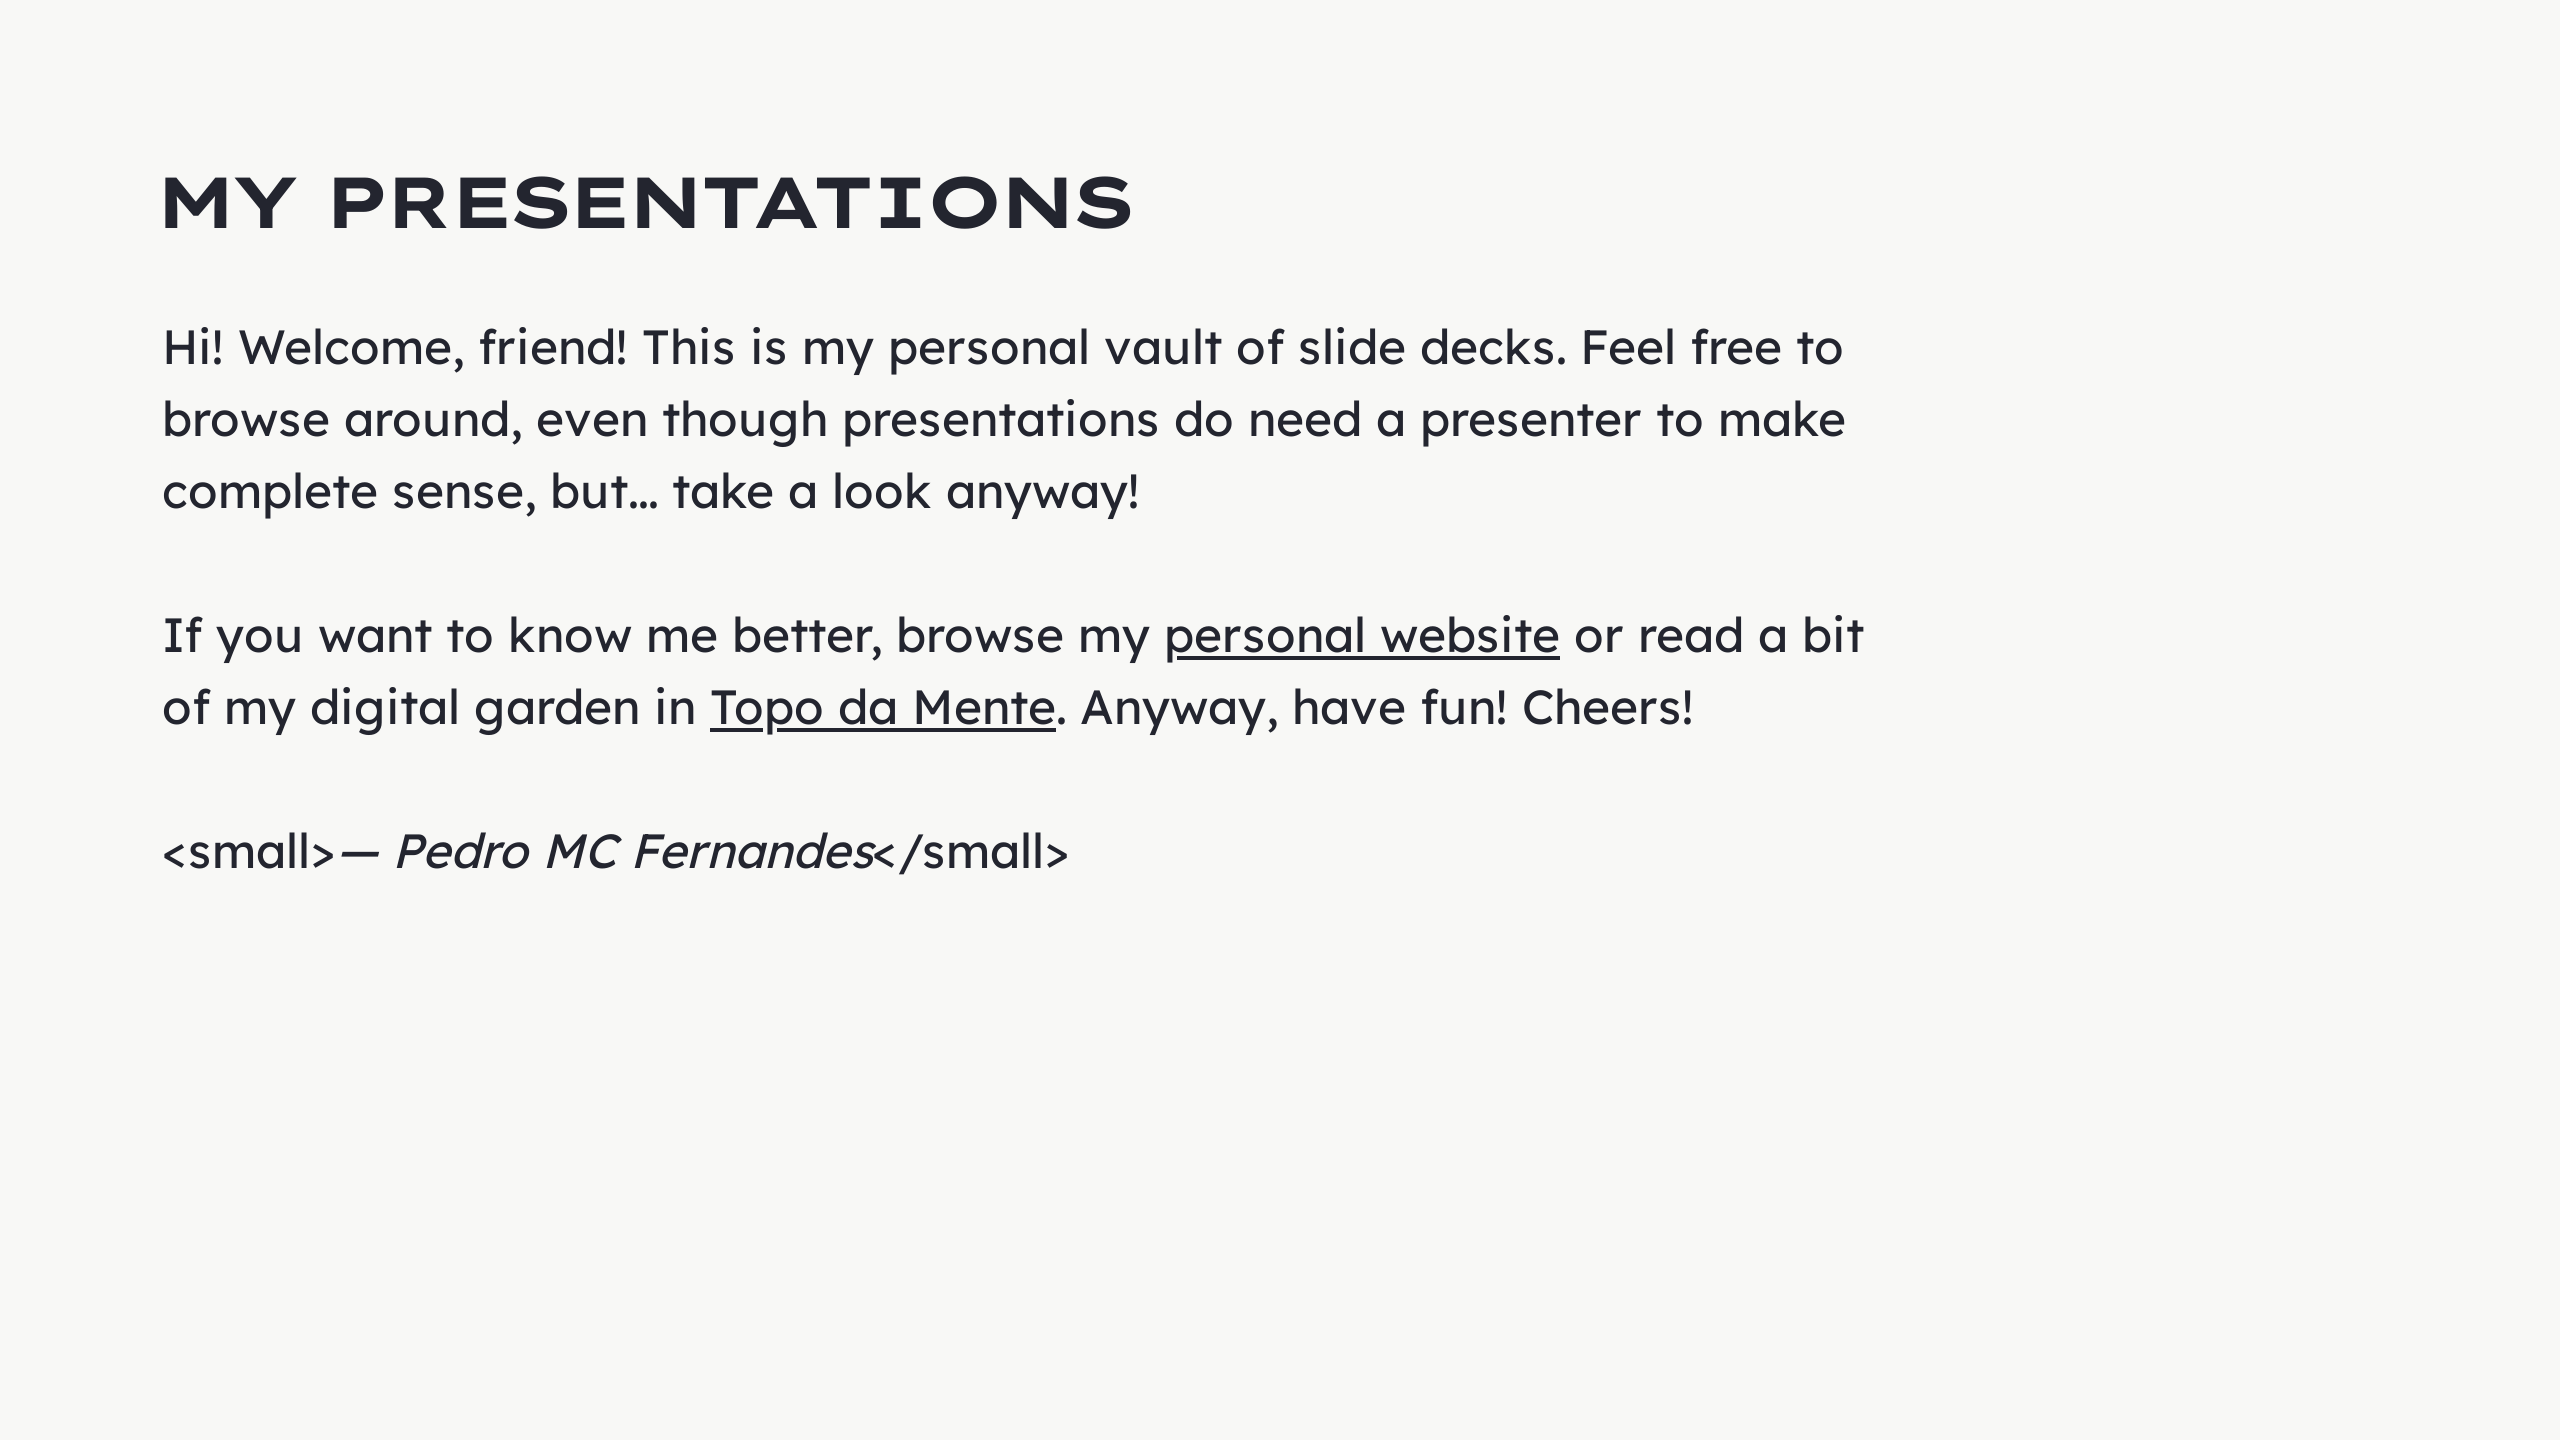 MY PRESENTATIONS
Hi! Welcome, friend! This is my personal vault of slide decks. Feel free to
browse around, even though presentations do need a presenter to make
complete sense, but... take a look anyway!
If you want to know me better, browse my personal website or read a bit
of my digital garden in Topo da Mente. Anyway, have fun! Cheers!
<small>— Pedro MC Fernandes</small>